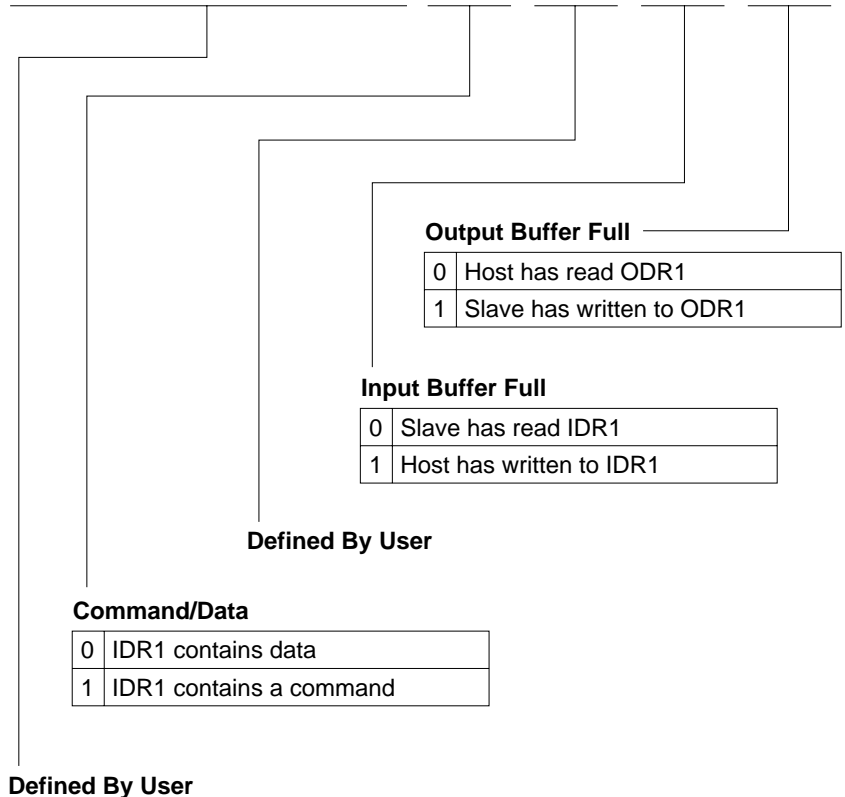 Output Buffer Full
0 Host has read ODR1
1 Slave has written to ODR1
Input Buffer Full
0 Slave has read IDR1
1 Host has written to IDR1
Defined By User
Command/Data
0 IDR1 contains data
1 IDR1 contains a command
Defined By User